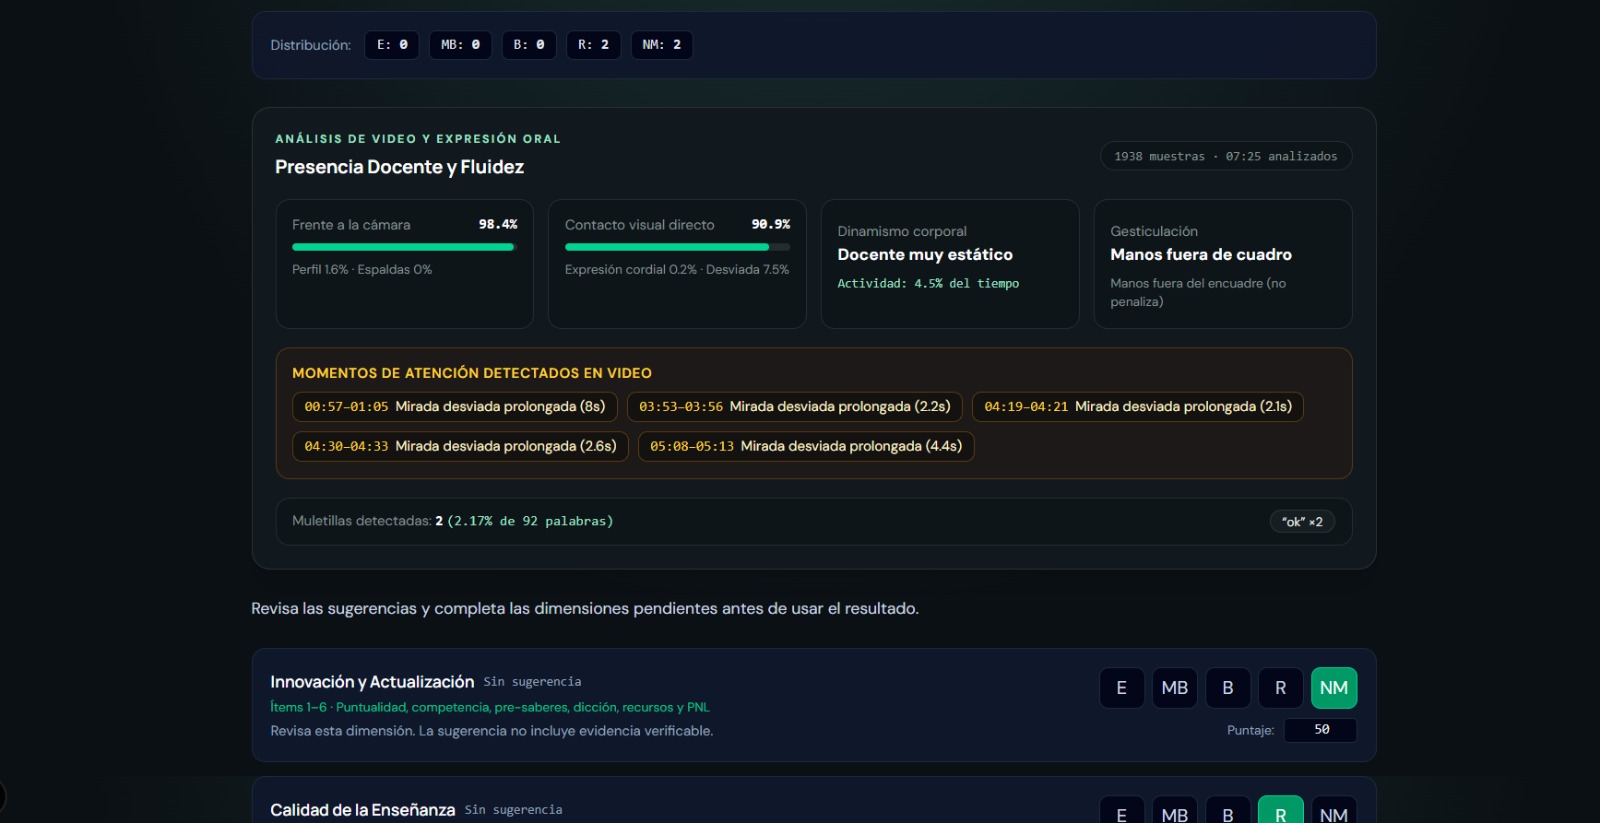 Distribución: E: 0 MB: 0 B: 0 R: 2 NM: 2
ANÁLISIS DE VIDEO Y EXPRESIÓN ORAL
Presencia Docente y Fluidez
1938 muestras · 07:25 analizados
Frente a la cámara 98.4%
Perfil 1.6% · Espaldas 0%
Contacto visual directo 90.9%
Expresión cordial 0.2% · Desviada 7.5%
Dinamismo corporal
Docente muy estático
Actividad: 4.5% del tiempo
Gesticulación
Manos fuera de cuadro
Manos fuera del encuadre (no
penaliza)
MOMENTOS DE ATENCIÓN DETECTADOS EN VIDEO
00:57–01:05 Mirada desviada prolongada (8s) 03:53–03:56 Mirada desviada prolongada (2.2s) 04:19–04:21 Mirada desviada prolongada (2.1s)
04:30–04:33 Mirada desviada prolongada (2.6s) 05:08–05:13 Mirada desviada prolongada (4.4s)
Muletillas detectadas: 2 (2.17% de 92 palabras) "ok" ×2
Revisa las sugerencias y completa las dimensiones pendientes antes de usar el resultado.
Innovación y Actualización Sin sugerencia
Ítems 1–6 · Puntualidad, competencia, pre-saberes, dicción, recursos y PNL
Revisa esta dimensión. La sugerencia no incluye evidencia verificable.
E MB B R NM
Puntaje: 50
Calidad de la Enseñanza Sin sugerencia
E MB B R NM